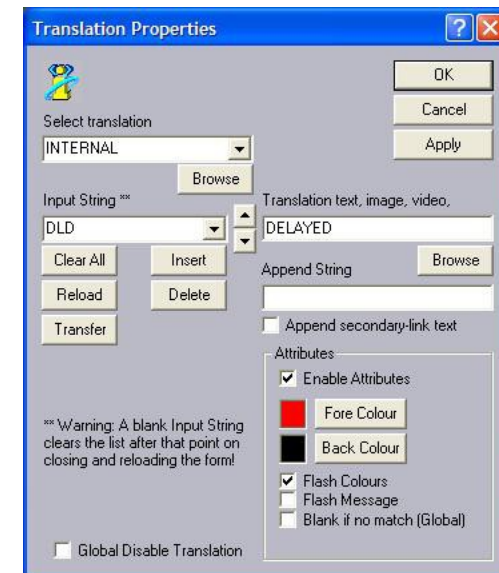 Translation Properties
OK
Cancel
Apply
Select translation
INTERNAL
Browse
Input String **
Translation text, image, video,
DLD
DELAYED
Clear All
Insert
Browse
Append String
Reload
Delete
Transfer
Append secondary-link text
Attributes
Enable Attributes
Fore Colour
Back Colour
** Warning: A blank Input String
clears the list after that point on
closing and reloading the form!
Flash Colours
Flash Message
Blank if no match (Global)
Global Disable Translation